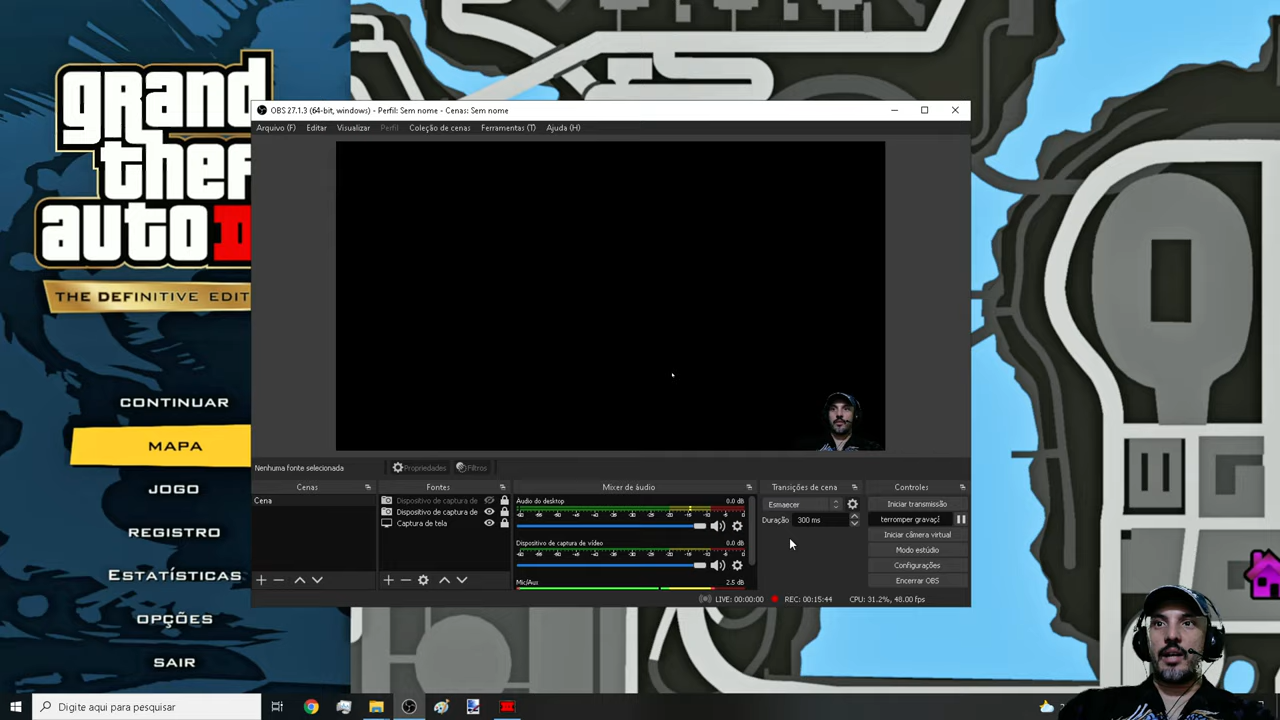 grand
theft
auto III
THE DEFINITIVE EDIT
CONTINUAR
MAPA
JOGO
REGISTRO
ESTATÍSTICAS
OPÇÕES
SAIR
OBS 27.1.3 (64-bit, windows) - Perfil: Sem nome - Cenas: Sem nome
Arquivo (F) Editar Visualizar Perfil Coleção de cenas Ferramentas (T) Ajuda (H)
Nenhuma fonte selecionada Propriedades Filtros
Cenas Fontes Mixer de áudio Transições de cena Controles
Cena
Dispositivo de captura de
Dispositivo de captura de
Captura de tela
Audio do desktop 0.0 dB
Dispositivo de captura de vídeo 0.0 dB
Mic/Aux 2.5 dB
Esmaecer
Duração 300 ms
Iniciar transmissão
terromper gravaçã
Iniciar câmera virtual
Modo estúdio
Configurações
Encerrar OBS
LIVE: 00:00:00 REC: 00:15:44 CPU: 31.2%, 48.00 fps
Digite aqui para pesquisar